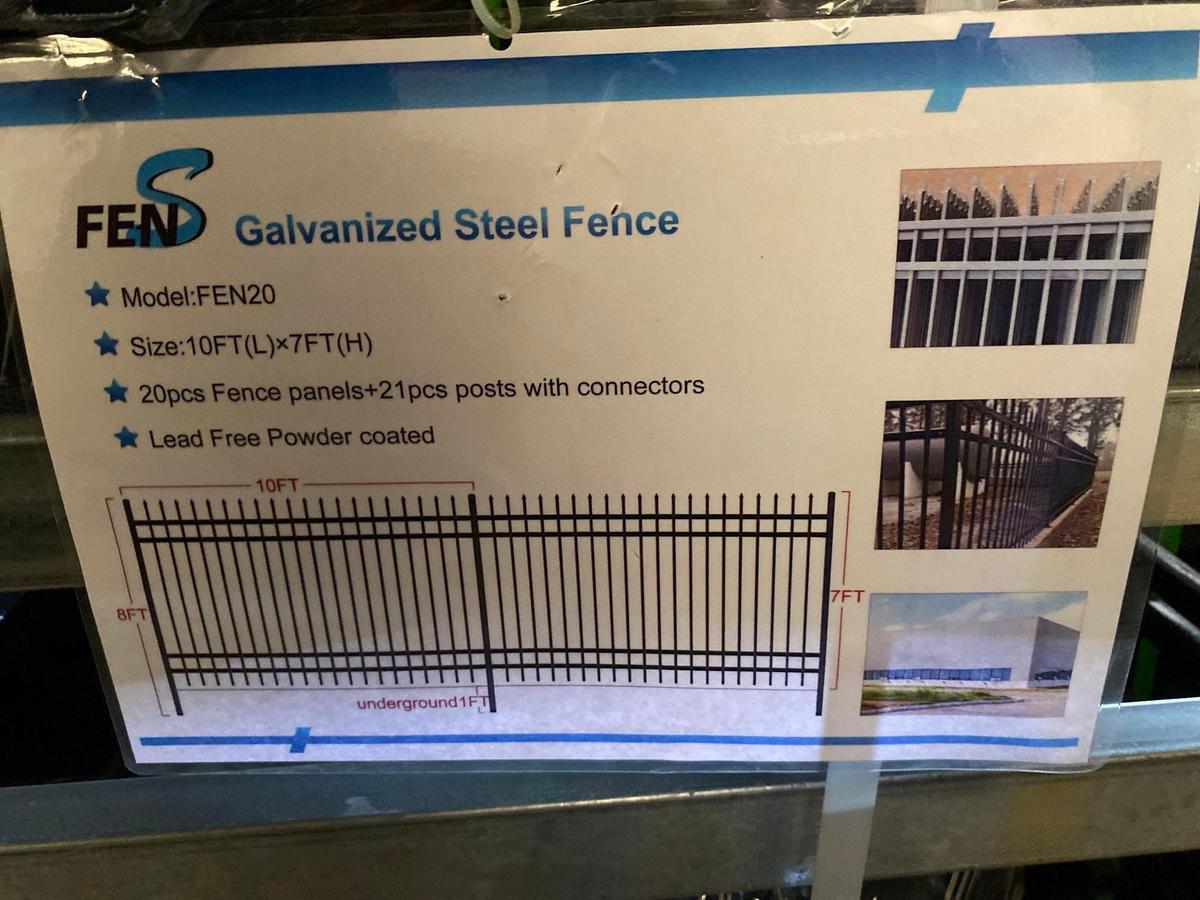 FENS
Galvanized Steel Fence
Model:FEN20
Size:10FT(L)×7FT(H)
20pcs Fence panels+21pcs posts with connectors
Lead Free Powder coated
10FT
8FT
7FT
underground1FT